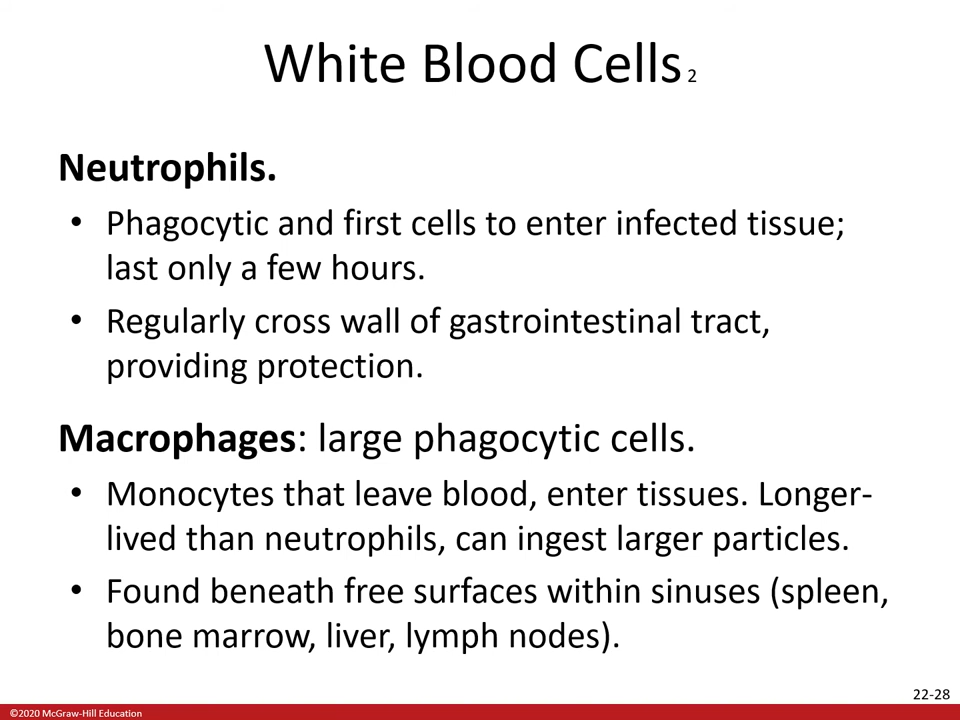 White Blood Cells 2
Neutrophils.
• Phagocytic and first cells to enter infected tissue;
last only a few hours.
• Regularly cross wall of gastrointestinal tract,
providing protection.
Macrophages: large phagocytic cells.
• Monocytes that leave blood, enter tissues. Longer-
lived than neutrophils, can ingest larger particles.
• Found beneath free surfaces within sinuses (spleen,
bone marrow, liver, lymph nodes).
22-28
©2020 McGraw-Hill Education